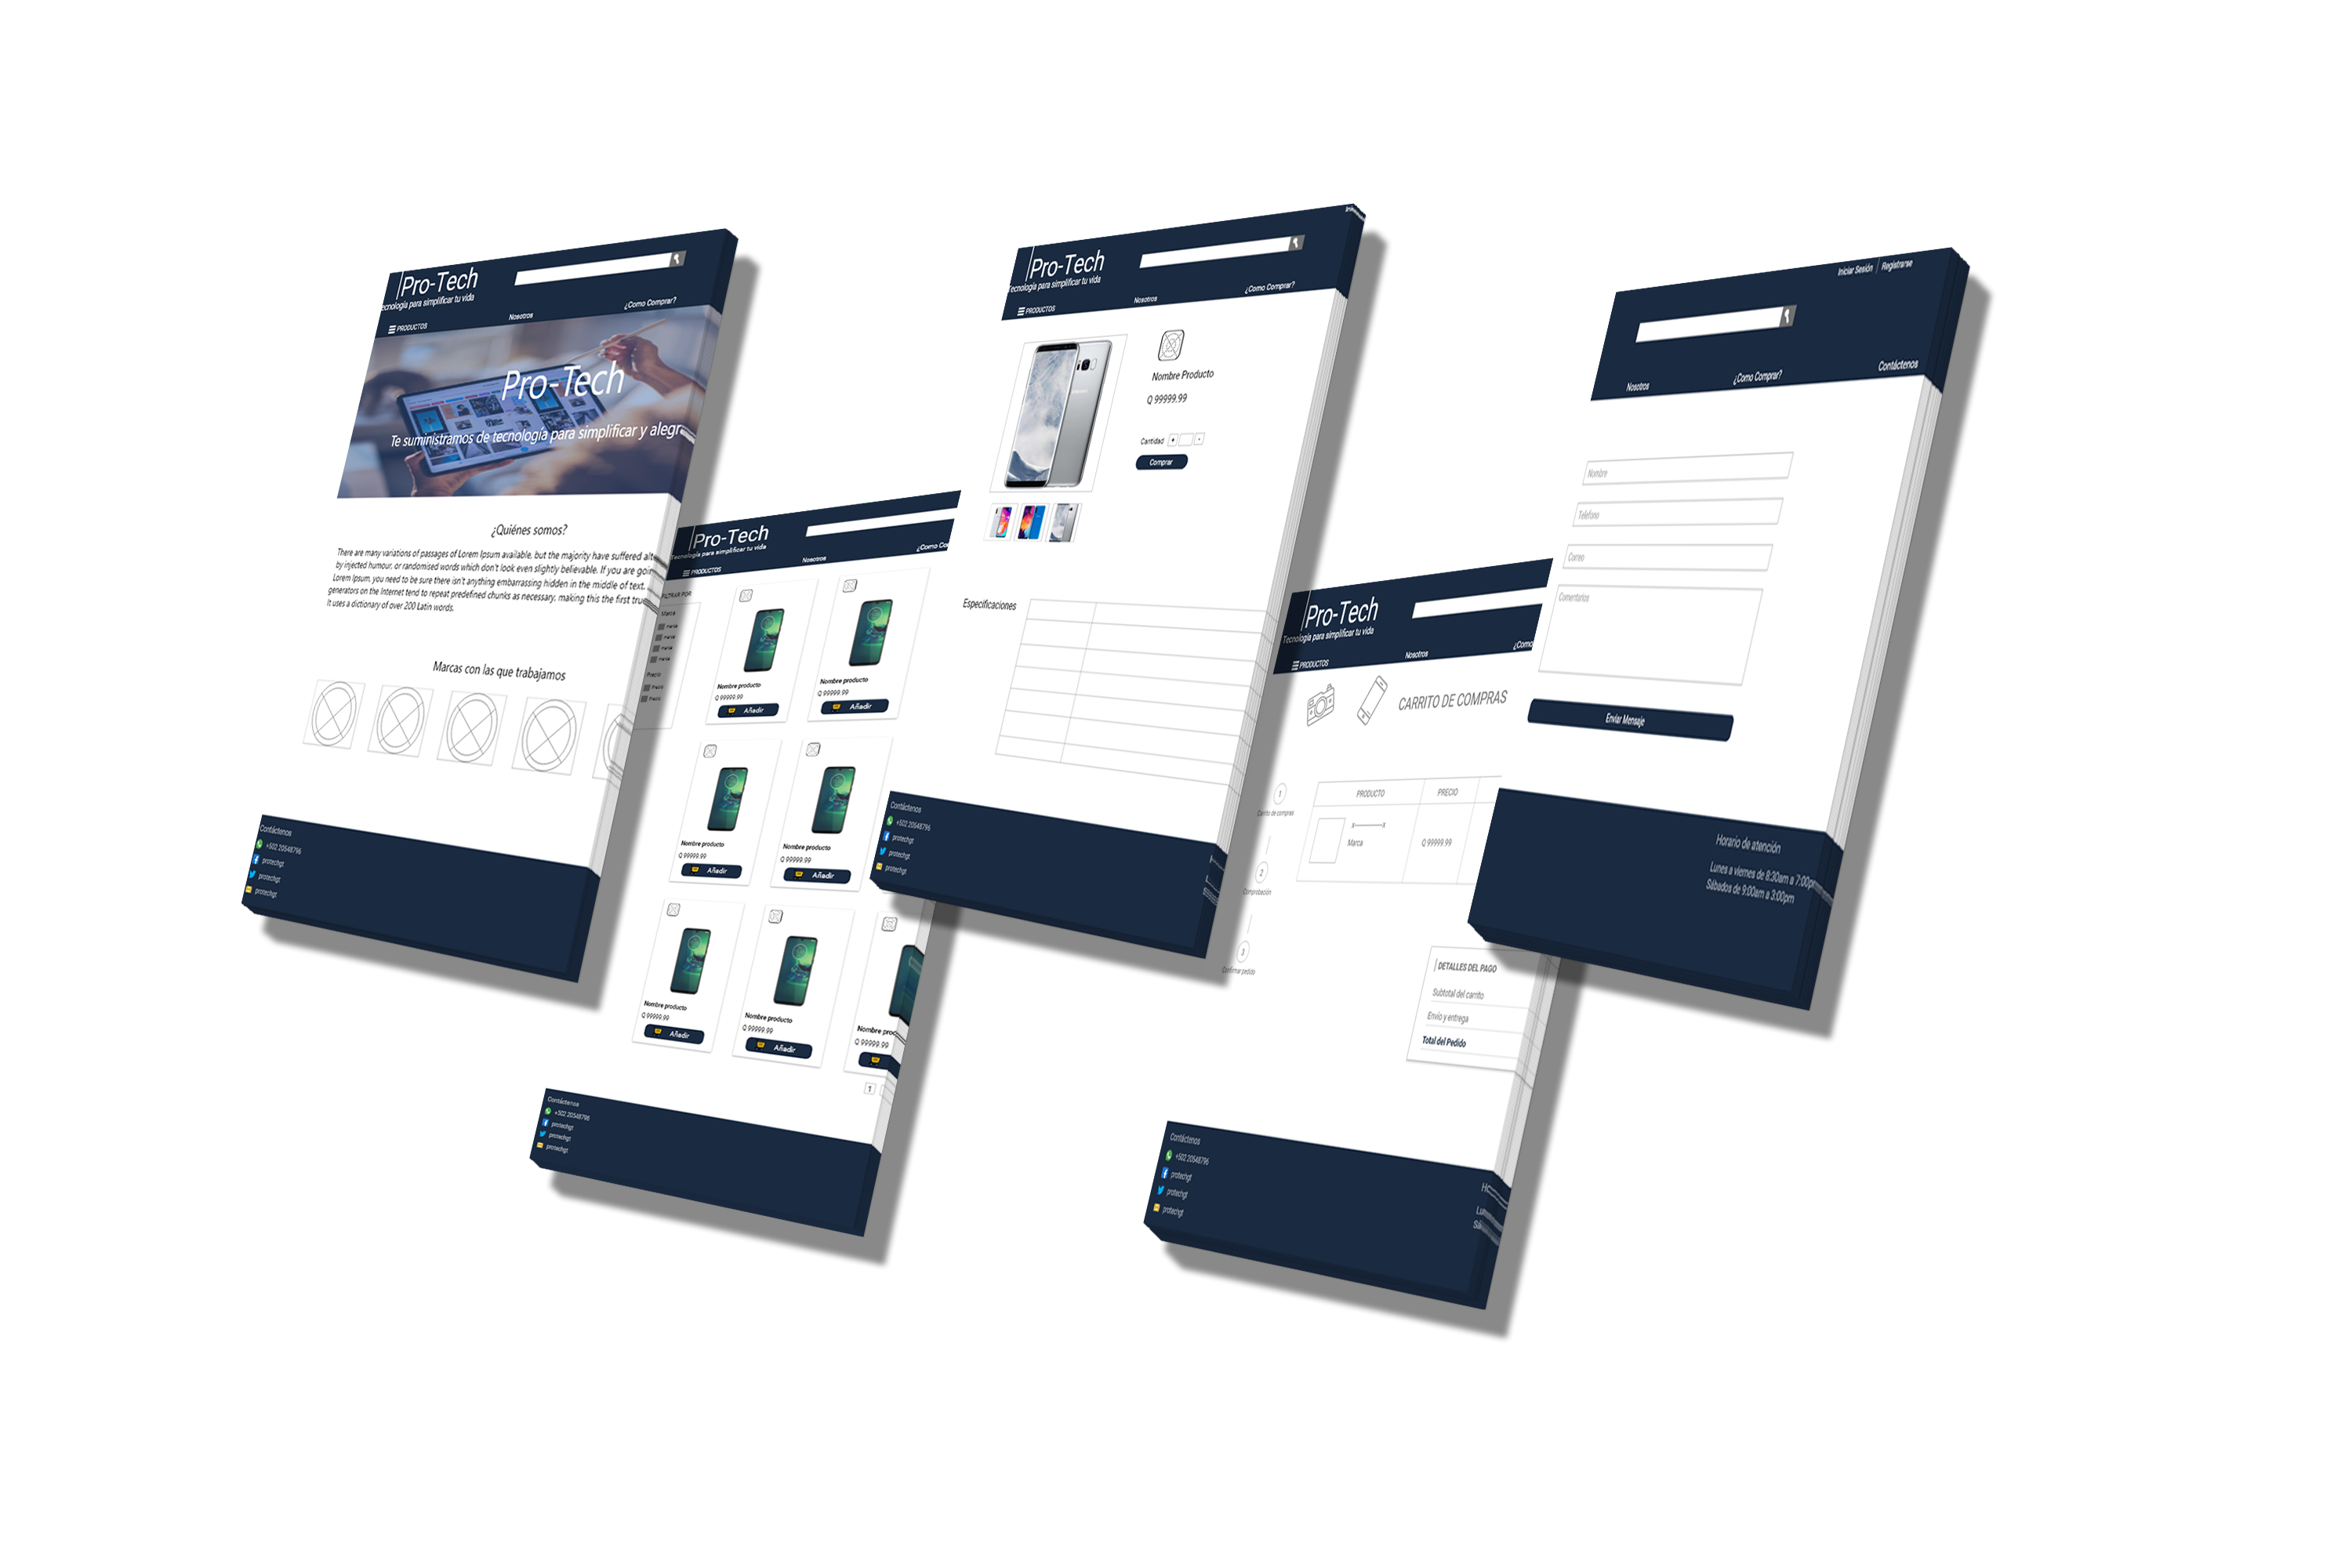 Pro-Tech
Tecnología para simplificar tu vida
PRODUCTOS
Nosotros
¿Como Comprar?
Pro-Tech
Te suministramos de tecnología para simplificar y alegr
¿Quiénes somos?
There are many variations of passages of Lorem Ipsum available, but the majority have suffered
by injected humour, or randomised words which don't look even slightly believable. If you are
Lorem Ipsum, you need to be sure there isn't anything embarrassing hidden in the middle of text.
generators on the Internet tend to repeat predefined chunks as necessary, making this the first
It uses a dictionary of over 200 Latin words.
Marcas con las que trabajamos
Contáctenos
+502 20548796
protechgt
protechgt
protechgt
Pro-Tech
Tecnología para simplificar tu vida
PRODUCTOS
Nosotros
¿Como Co
FILTRAR POR
Marca
marca
marca
marca
marca
Precio
Precio
Precio
Nombre producto
Q 99999.99
Añadir
Nombre producto
Q 99999.99
Añadir
Nombre producto
Q 99999.99
Añadir
Nombre producto
Q 99999.99
Añadir
Nombre producto
Q 99999.99
Añadir
Nombre producto
Q 99999.99
Añadir
Nombre
Q 99999.99
1
Contáctenos
+502 20548796
protechgt
protechgt
protechgt
Pro-Tech
Tecnología para simplificar tu vida
PRODUCTOS
Nosotros
¿Como Comprar?
Nombre Producto
Q 99999.99
Cantidad + -
Comprar
Especificaciones
Contáctenos
+502 20548796
protechgt
protechgt
protechgt
Pro-Tech
Tecnología para simplificar tu vida
PRODUCTOS
Nosotros
¿Como
CARRITO DE COMPRAS
1
Carrito de compras
2
Comprobación
3
Confirmar pedido
PRODUCTO PRECIO
Marca
Q 99999.99
DETALLES DEL PAGO
Subtotal del carrito
Envío y entrega
Total del Pedido
Contáctenos
+502 20548796
protechgt
protechgt
protechgt
Iniciar Sesión Registrarse
Nosotros
¿Como Comprar?
Contáctenos
Nombre
Telefono
Correo
Comentarios
Enviar Mensaje
Horario de atención
Lunes a viernes de 8:30am a 7:00pm
Sábados de 9:00am a 3:00pm